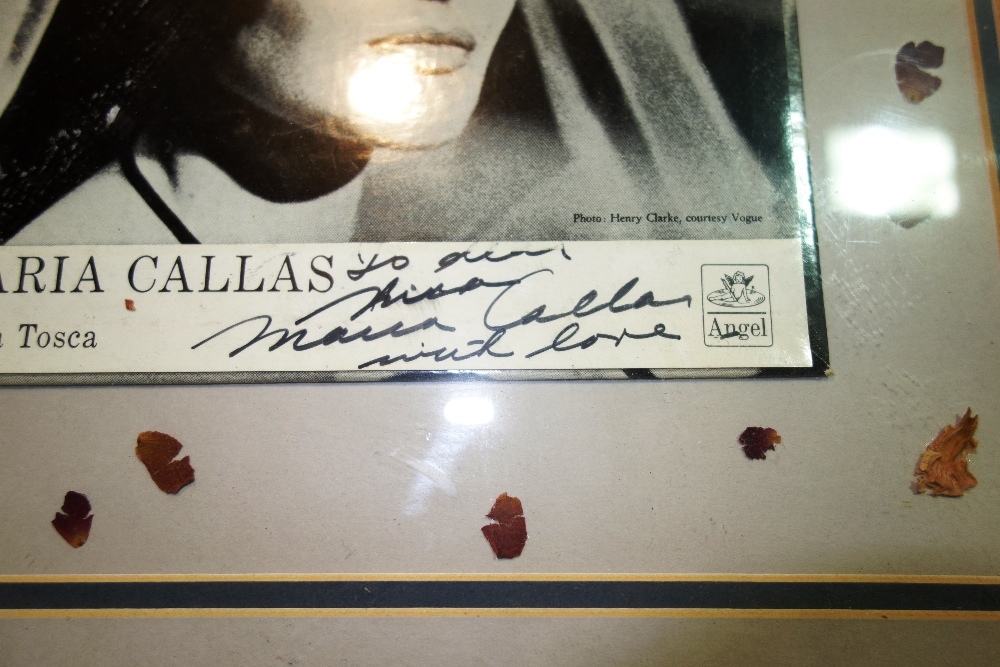 Photo: Henry Clarke, courtesy Vogue
ARIA CALLAS
Tosca
to dear
Maria Callas
with love
Angel